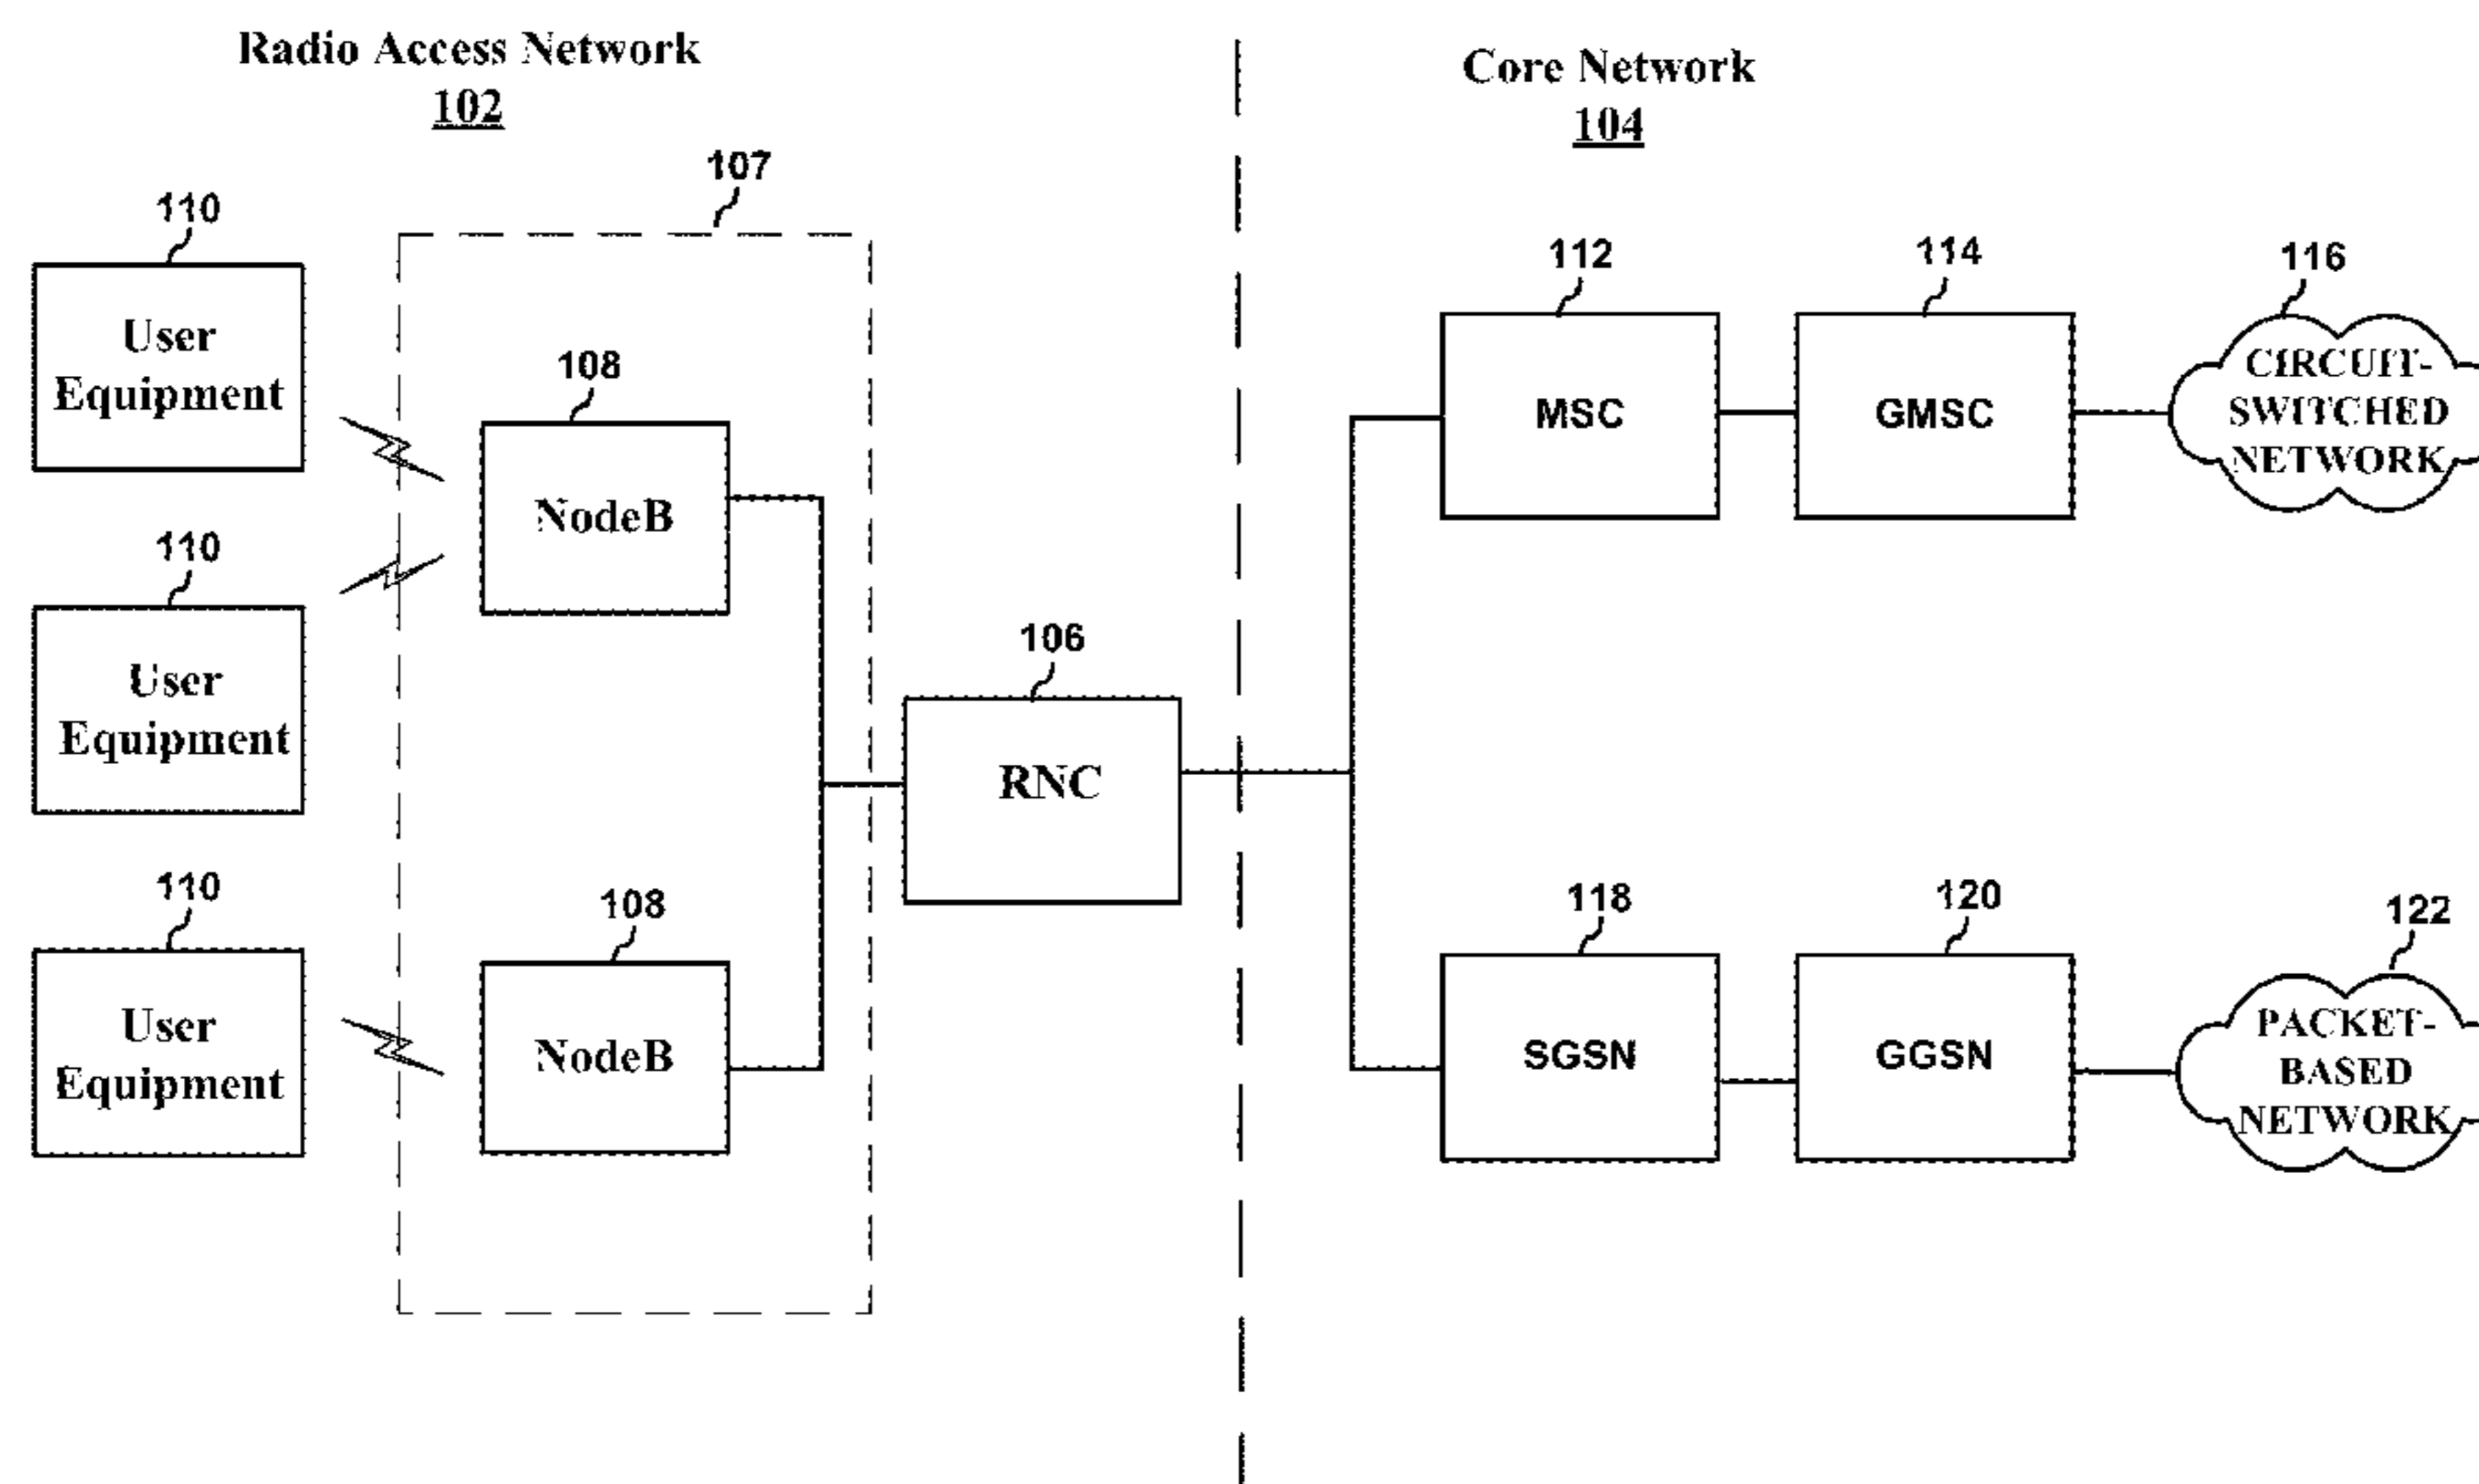 Radio Access Network
102
Core Network
104
107
110
User
Equipment
108
NodeB
110
User
Equipment
106
RNC
110
User
Equipment
108
NodeB
112
MSC
114
GMSC
116
CIRCUIT-
SWITCHED
NETWORK
118
SGSN
120
GGSN
122
PACKET-
BASED
NETWORK